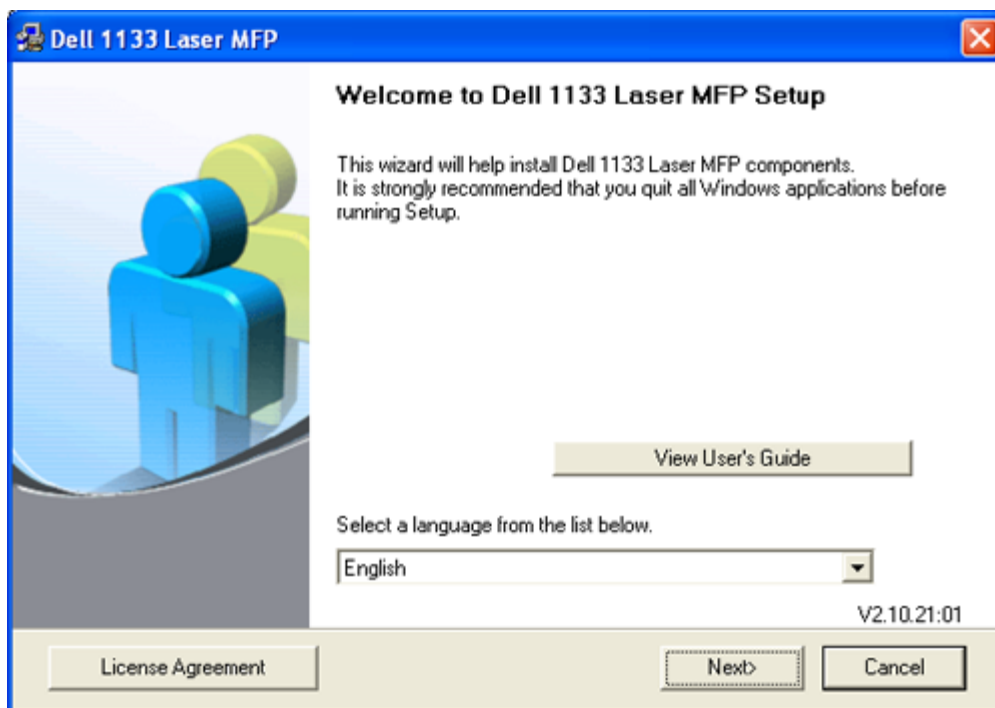 Dell 1133 Laser MFP
Welcome to Dell 1133 Laser MFP Setup
This wizard will help install Dell 1133 Laser MFP components.
It is strongly recommended that you quit all Windows applications before
running Setup.
View User's Guide
Select a language from the list below.
English
V2.10.21:01
License Agreement
Next>
Cancel